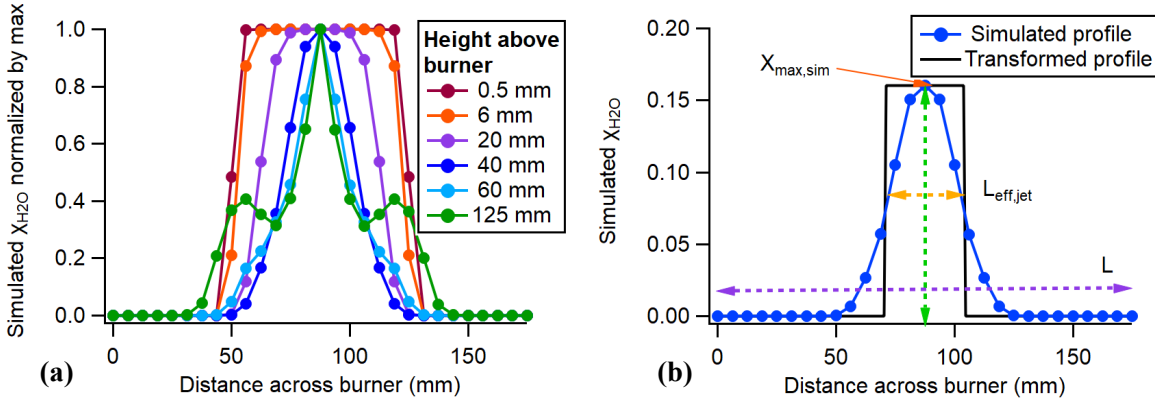 Simulated χH2O normalized by max
1.0
0.8
0.6
0.4
0.2
0.0
0
50
100
150
Distance across burner (mm)
Height above
burner
0.5 mm
6 mm
20 mm
40 mm
60 mm
125 mm
(a)
Simulated χH2O
0.20
0.15
0.10
0.05
0.00
0
50
100
150
Distance across burner (mm)
Simulated profile
Transformed profile
Xmax,sim
Leff,jet
L
(b)